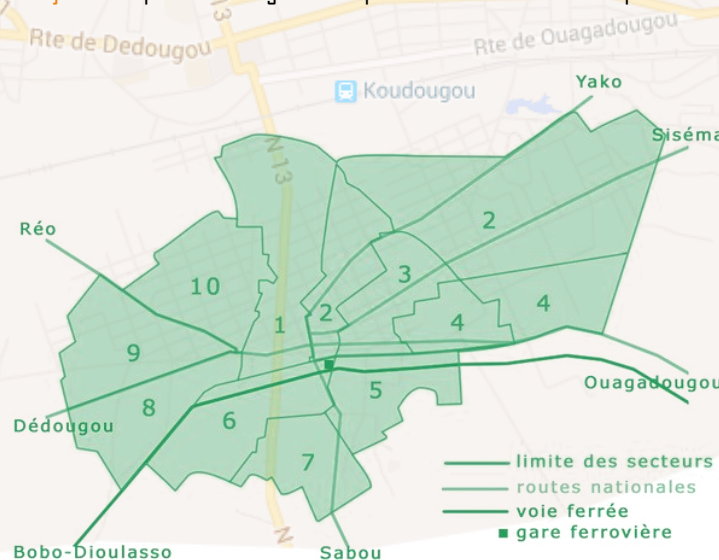 Rte de Dedougou
Rte de Ouagadougou
Koudougou
Yako
Siséma
N 13
Réo
2
10
3
2
4
1
4
9
5
Ouagadougou
8
Dédougou
6
7
limite des secteurs
routes nationales
voie ferrée
gare ferrovière
N
Bobo-Dioulasso
Sabou